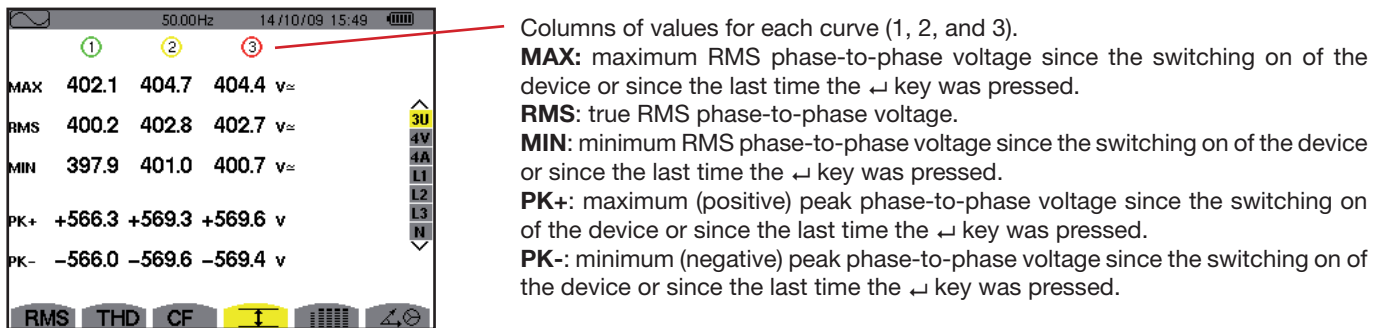 50.00Hz 14/10/09 15:49
1 2 3
MAX 402.1 404.7 404.4 V≃
RMS 400.2 402.8 402.7 V≃
MIN 397.9 401.0 400.7 V≃
PK+ +566.3 +569.3 +569.6 V
PK- -566.0 -569.6 -569.4 V
3U
4V
4A
L1
L2
L3
N
RMS THD CF
Columns of values for each curve (1, 2, and 3).
MAX: maximum RMS phase-to-phase voltage since the switching on of the
device or since the last time the ↵ key was pressed.
RMS: true RMS phase-to-phase voltage.
MIN: minimum RMS phase-to-phase voltage since the switching on of the device
or since the last time the ↵ key was pressed.
PK+: maximum (positive) peak phase-to-phase voltage since the switching on
of the device or since the last time the ↵ key was pressed.
PK-: minimum (negative) peak phase-to-phase voltage since the switching on of
the device or since the last time the ↵ key was pressed.